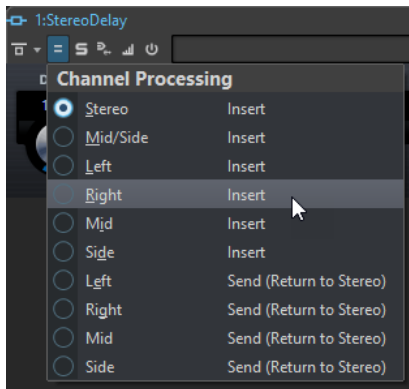 1:StereoDelay
Channel Processing
Stereo Insert
Mid/Side Insert
Left Insert
Right Insert
Mid Insert
Side Insert
Left Send (Return to Stereo)
Right Send (Return to Stereo)
Mid Send (Return to Stereo)
Side Send (Return to Stereo)